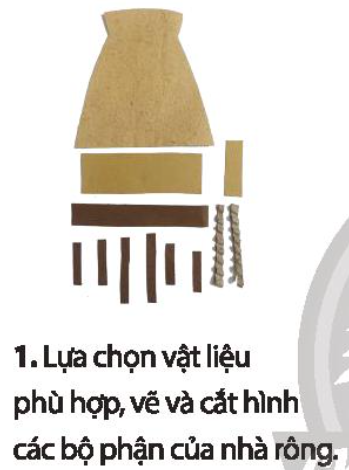 1. Lựa chọn vật liệu
phù hợp, vẽ và cắt hình
các bộ phận của nhà rông.